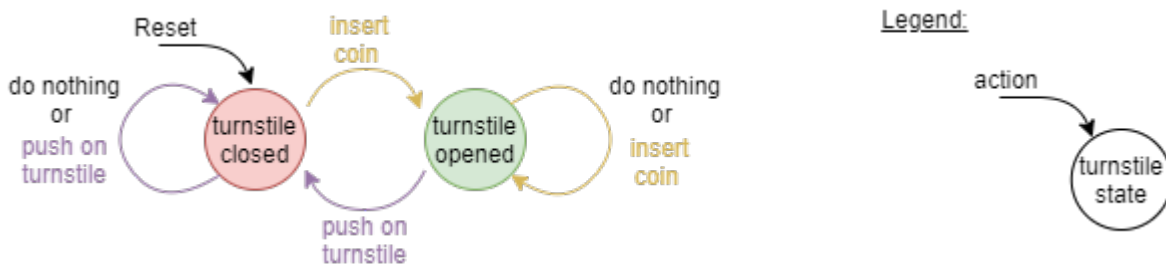 Reset
insert
coin
do nothing
or
push on
turnstile
turnstile
closed
turnstile
opened
do nothing
or
insert
coin
push on
turnstile
Legend:
action
turnstile
state